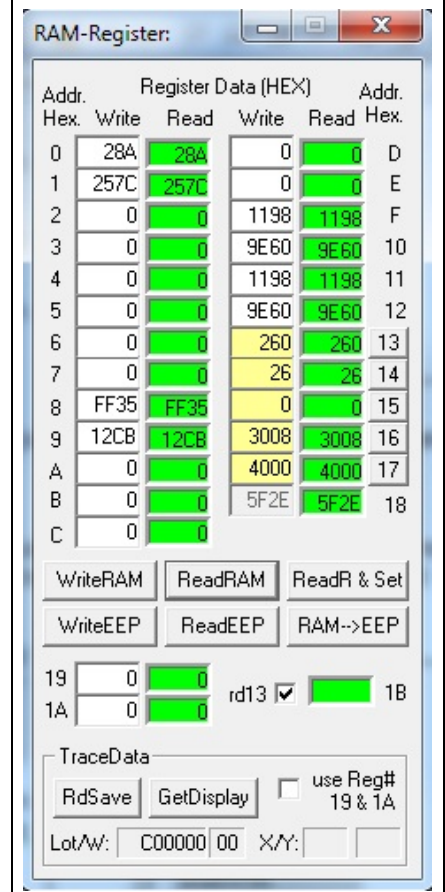 RAM-Register:
Addr. Register Data (HEX) Addr.
Hex. Write Read Write Read Hex.
0 28A 28A 0 0 D
1 257C 257C 0 0 E
2 0 0 1198 1198 F
3 0 0 9E60 9E60 10
4 0 0 1198 1198 11
5 0 0 9E60 9E60 12
6 0 0 260 260 13
7 0 0 26 26 14
8 FF35 FF35 0 0 15
9 12CB 12CB 3008 3008 16
A 0 0 4000 4000 17
B 0 0 5F2E 5F2E 18
C 0 0
WriteRAM ReadRAM ReadR & Set
WriteEEP ReadEEP RAM-->EEP
19 0 0 rd13 1B
1A 0 0
TraceData
RdSave GetDisplay use Reg#
19 & 1A
Lot/W: C00000 00 X/Y: